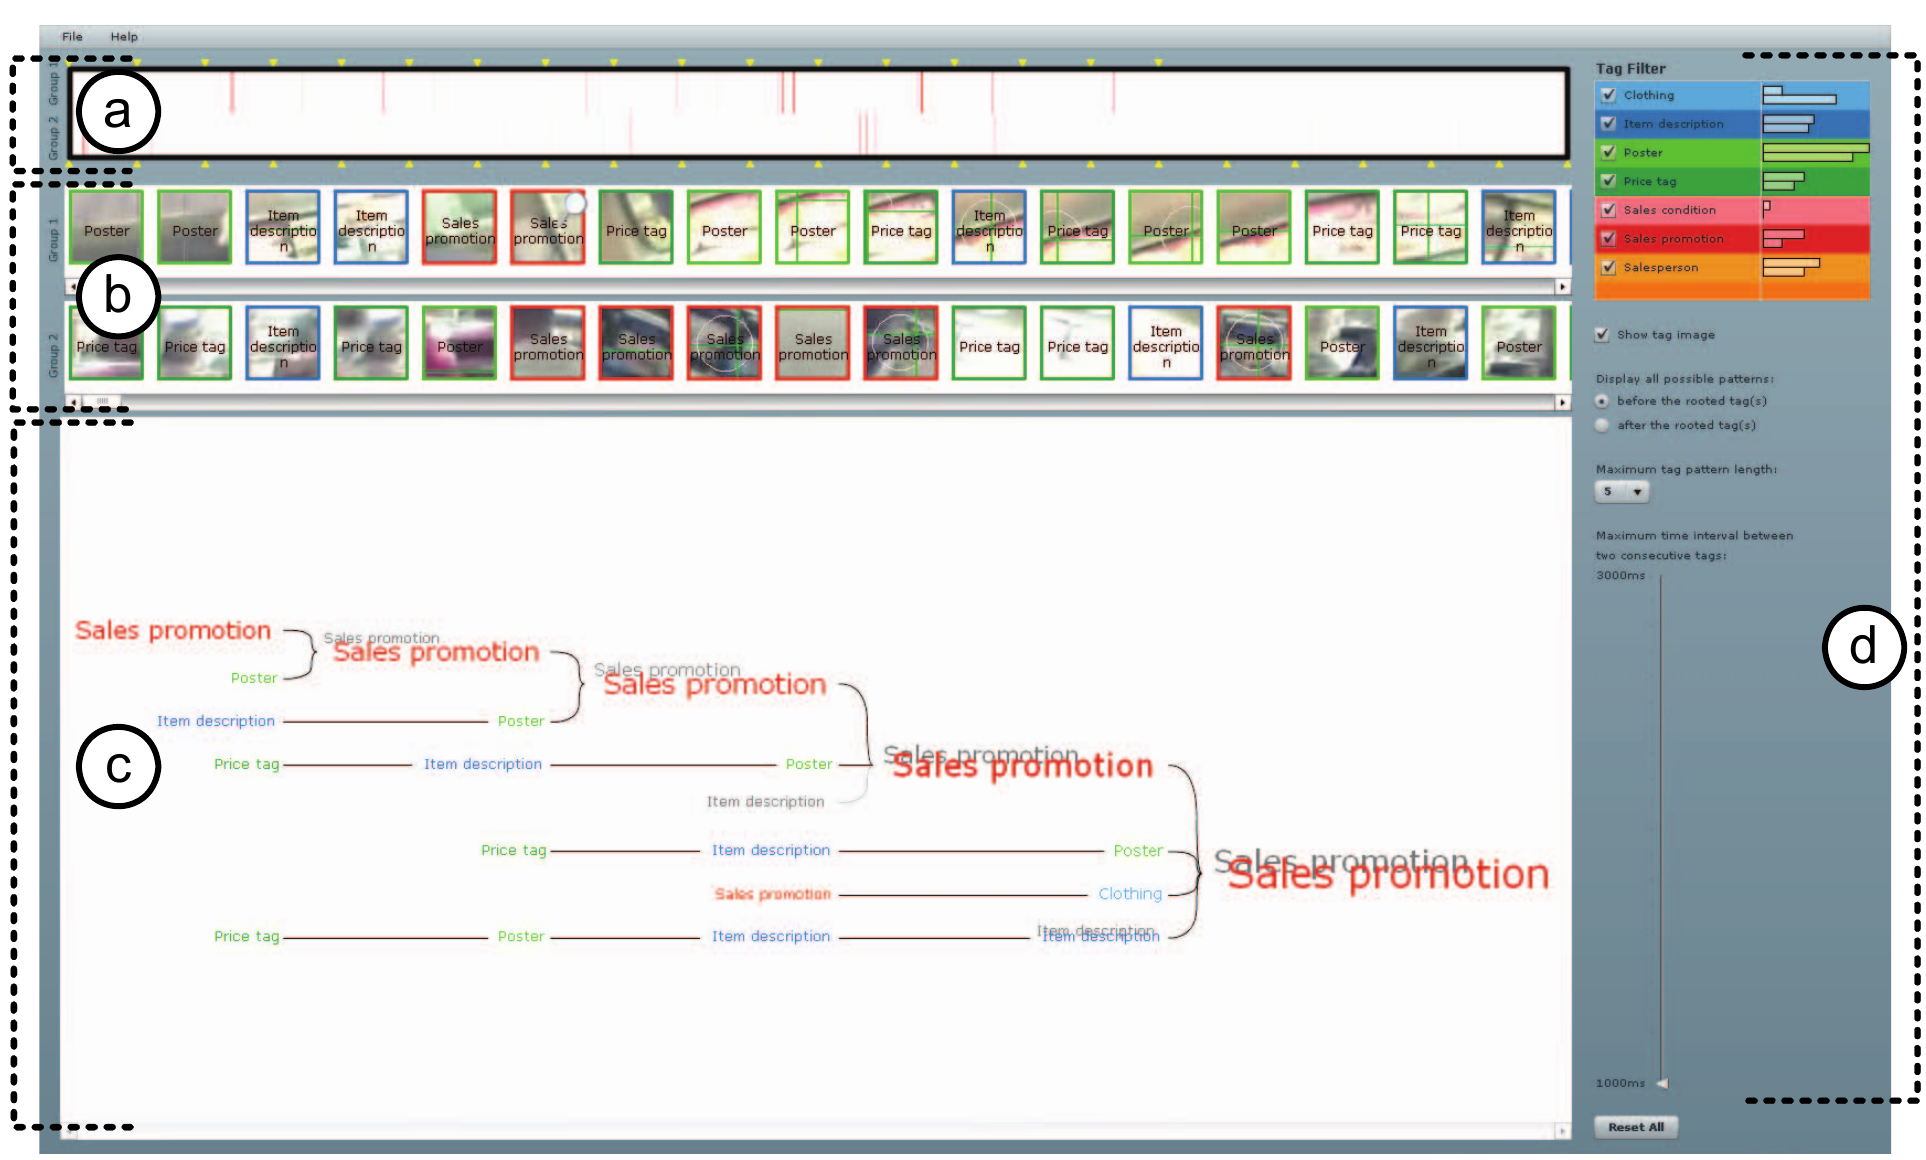 File Help
Group 1
Group 2
a
Group 1
Poster
Poster
Item
descriptio
n
Item
descriptio
n
Sales
promotion
Sales
promotion
Price tag
Poster
Poster
Price tag
Item
descriptio
n
Price tag
Poster
Poster
Price tag
Price tag
Item
descriptio
n
b
Group 2
Price tag
Price tag
Item
descriptio
n
Price tag
Poster
Sales
promotion
Sales
promotion
Sales
promotion
Sales
promotion
Sales
promotion
Price tag
Price tag
Item
descriptio
n
Sales
promotion
Poster
Item
descriptio
n
Poster
c
Sales promotion
Sales promotion
Sales promotion
Poster
Sales promotion
Sales promotion
Item description
Poster
Sales promotion
Sales promotion
Price tag
Item description
Poster
Item description
Price tag
Item description
Poster
Sales promotion
Sales promotion
Sales promotion
Clothing
Price tag
Poster
Item description
Item description
Item description
Tag Filter
Clothing
Item description
Poster
Price tag
Sales condition
Sales promotion
Salesperson
Show tag image
Display all possible patterns:
before the rooted tag(s)
after the rooted tag(s)
Maximum tag pattern length:
5
Maximum time interval between
two consecutive tags:
3000ms
d
1000ms
Reset All